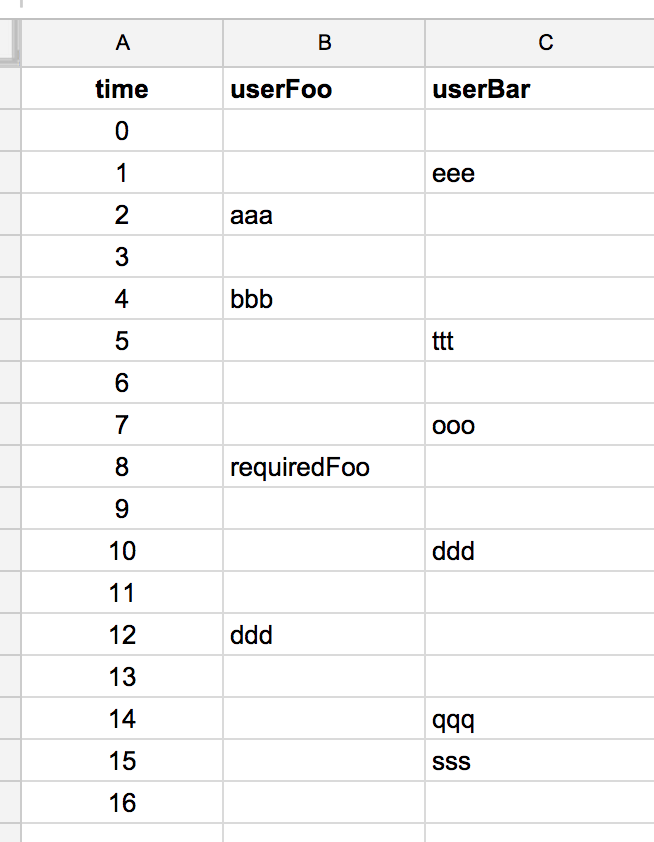 A B C
time userFoo userBar
0
1 eee
2 aaa
3
4 bbb
5 ttt
6
7 ooo
8 requiredFoo
9
10 ddd
11
12 ddd
13
14 qqq
15 sss
16